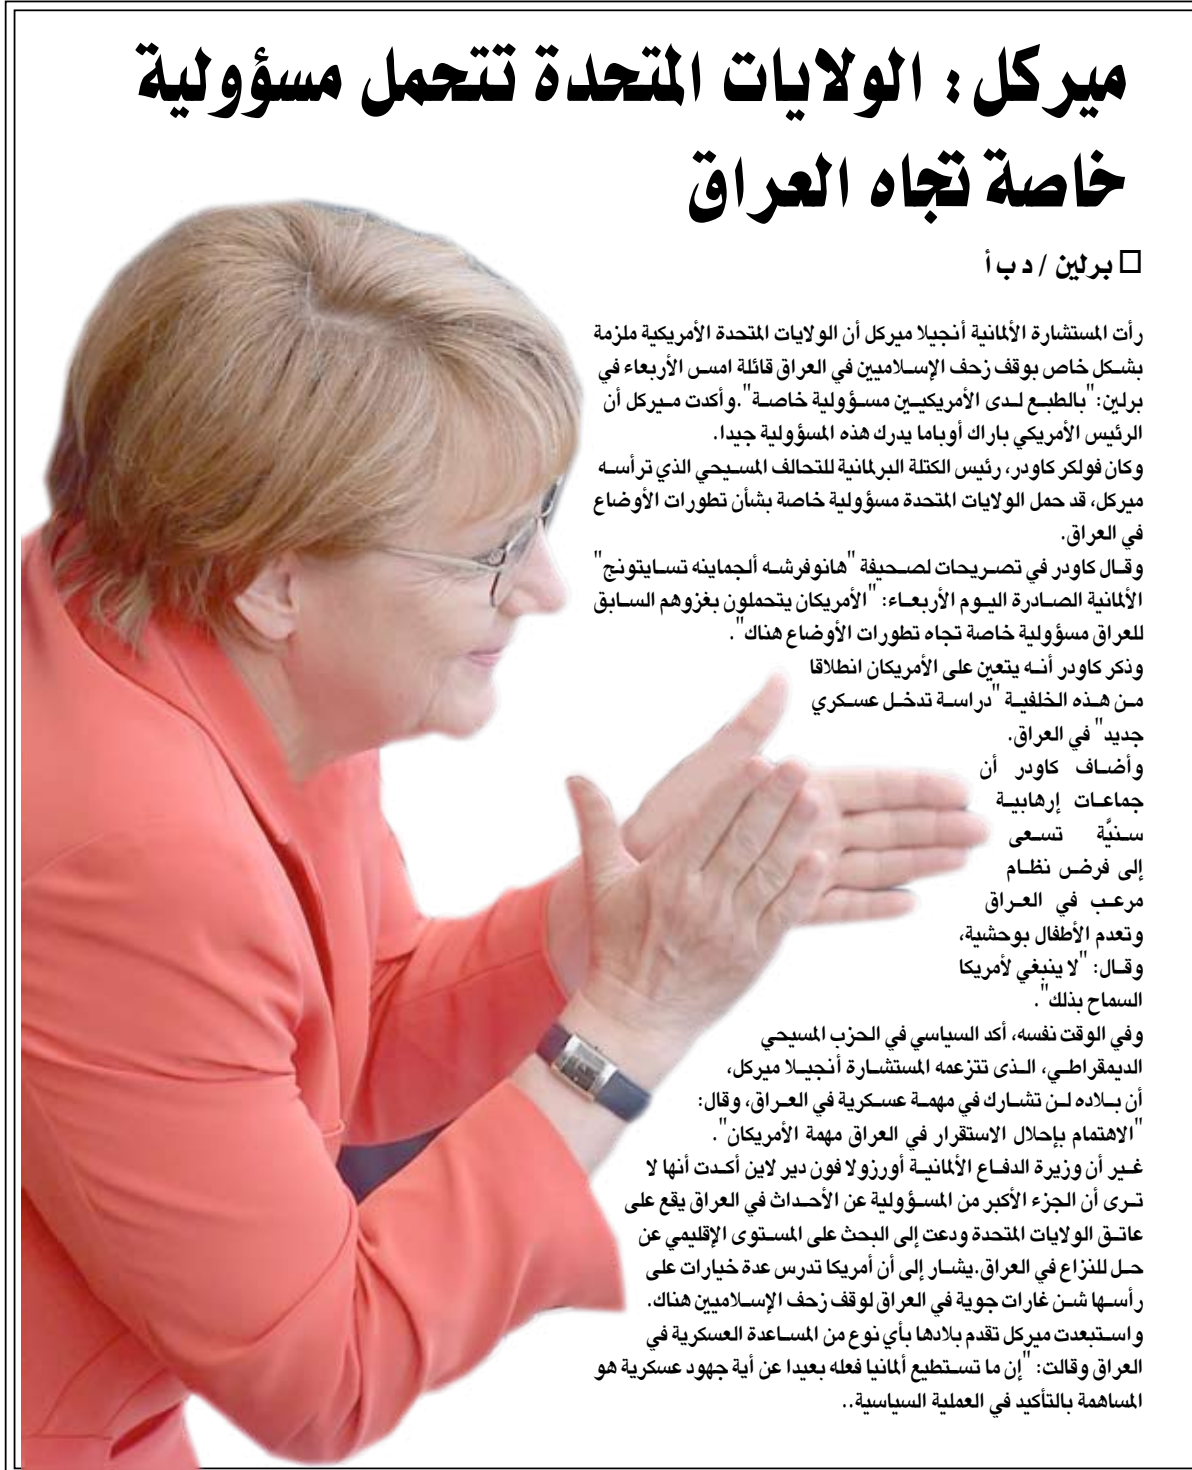 ميركل : الولايات المتحدة تتحمل مسؤولية
خاصة تجاه العراق
□ برلين / د ب أ
رأت المستشارة الألمانية أنجيلا ميركل أن الولايات المتحدة الأمريكية ملزمة
بشكل خاص بوقف زحف الإسلاميين في العراق قائلة امس الأربعاء في
برلين:"بالطبع لدى الأمريكيين مسؤولية خاصة".وأكدت ميركل أن
الرئيس الأمريكي باراك أوباما يدرك هذه المسؤولية جيدا.
وكان فولكر كاودر، رئيس الكتلة البرلمانية للتحالف المسيحي الذي ترأسه
ميركل، قد حمل الولايات المتحدة مسؤولية خاصة بشأن تطورات الأوضاع
في العراق.
وقال كاودر في تصريحات لصحيفة "هانوفرشه ألجماينه تسايتونج"
الألمانية الصادرة اليوم الأربعاء: "الأمريكان يتحملون بغزوهم السابق
للعراق مسؤولية خاصة تجاه تطورات الأوضاع هناك".
وذكر كاودر أنه يتعين على الأمريكان انطلاقا
من هذه الخلفية "دراسة تدخل عسكري
جديد" في العراق.
وأضاف كاودر أن
جماعات إرهابية
سنيَّة تسعى
إلى فرض نظام
مرعب في العراق
وتعدم الأطفال بوحشية،
وقال: "لا ينبغي لأمريكا
السماح بذلك".
وفي الوقت نفسه، أكد السياسي في الحزب المسيحي
الديمقراطي، الذى تتزعمه المستشارة أنجيلا ميركل،
أن بلاده لن تشارك في مهمة عسكرية في العراق، وقال:
"الاهتمام بإحلال الاستقرار في العراق مهمة الأمريكان".
غير أن وزيرة الدفاع الألمانية أورزولا فون دير لاين أكدت أنها لا
ترى أن الجزء الأكبر من المسؤولية عن الأحداث في العراق يقع على
عاتق الولايات المتحدة ودعت إلى البحث على المستوى الإقليمي عن
حل للنزاع في العراق.يشار إلى أن أمريكا تدرس عدة خيارات على
رأسها شن غارات جوية في العراق لوقف زحف الإسلاميين هناك.
واستبعدت ميركل تقدم بلادها بأي نوع من المساعدة العسكرية في
العراق وقالت: "إن ما تستطيع ألمانيا فعله بعيدا عن أية جهود عسكرية هو
المساهمة بالتأكيد في العملية السياسية..